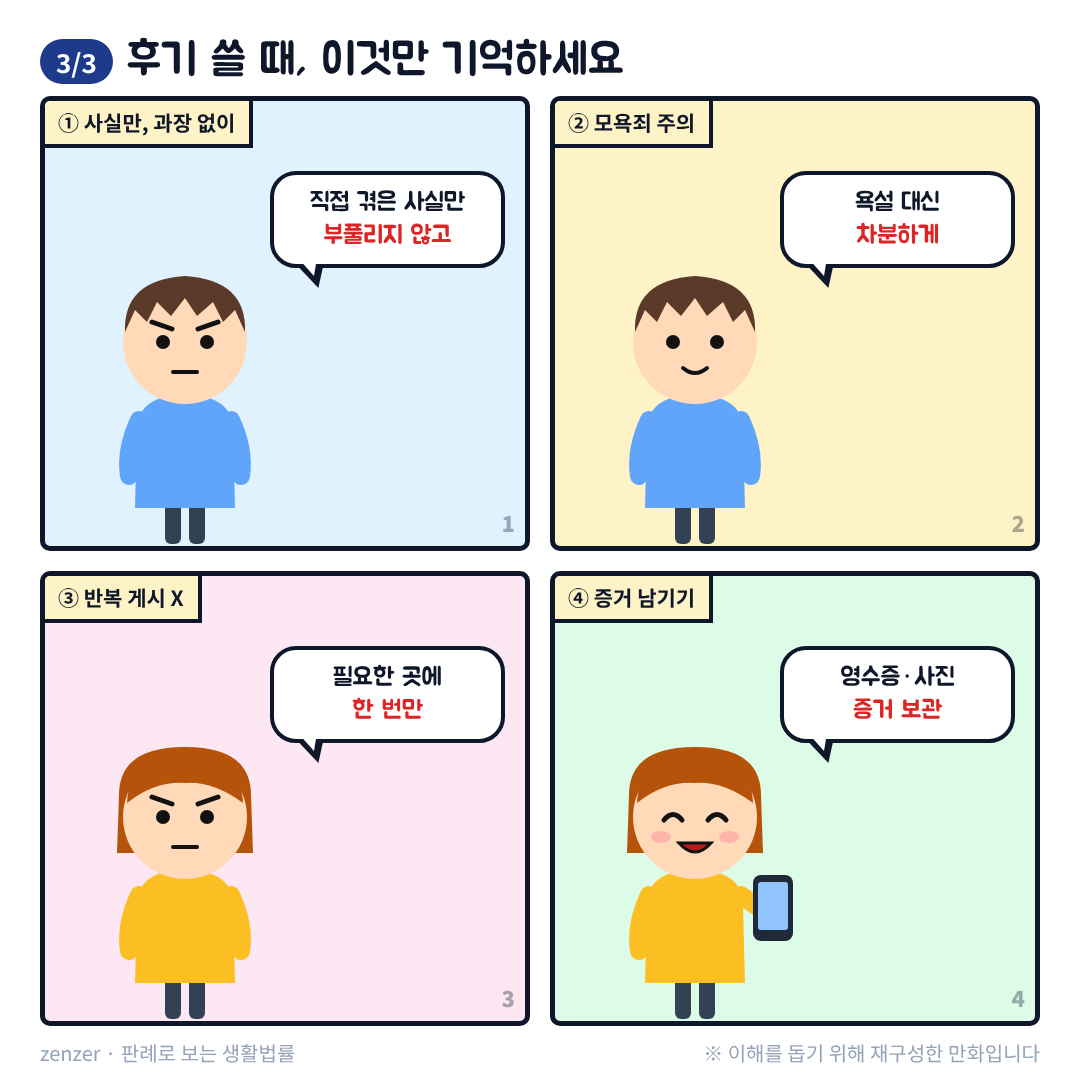 3/3 후기 쓸 때, 이것만 기억하세요
① 사실만, 과장 없이
직접 겪은 사실만
부풀리지 않고
1
② 모욕죄 주의
욕설 대신
차분하게
2
③ 반복 게시 X
필요한 곳에
한 번만
3
④ 증거 남기기
영수증·사진
증거 보관
4
zenzer · 판례로 보는 생활법률
※ 이해를 돕기 위해 재구성한 만화입니다